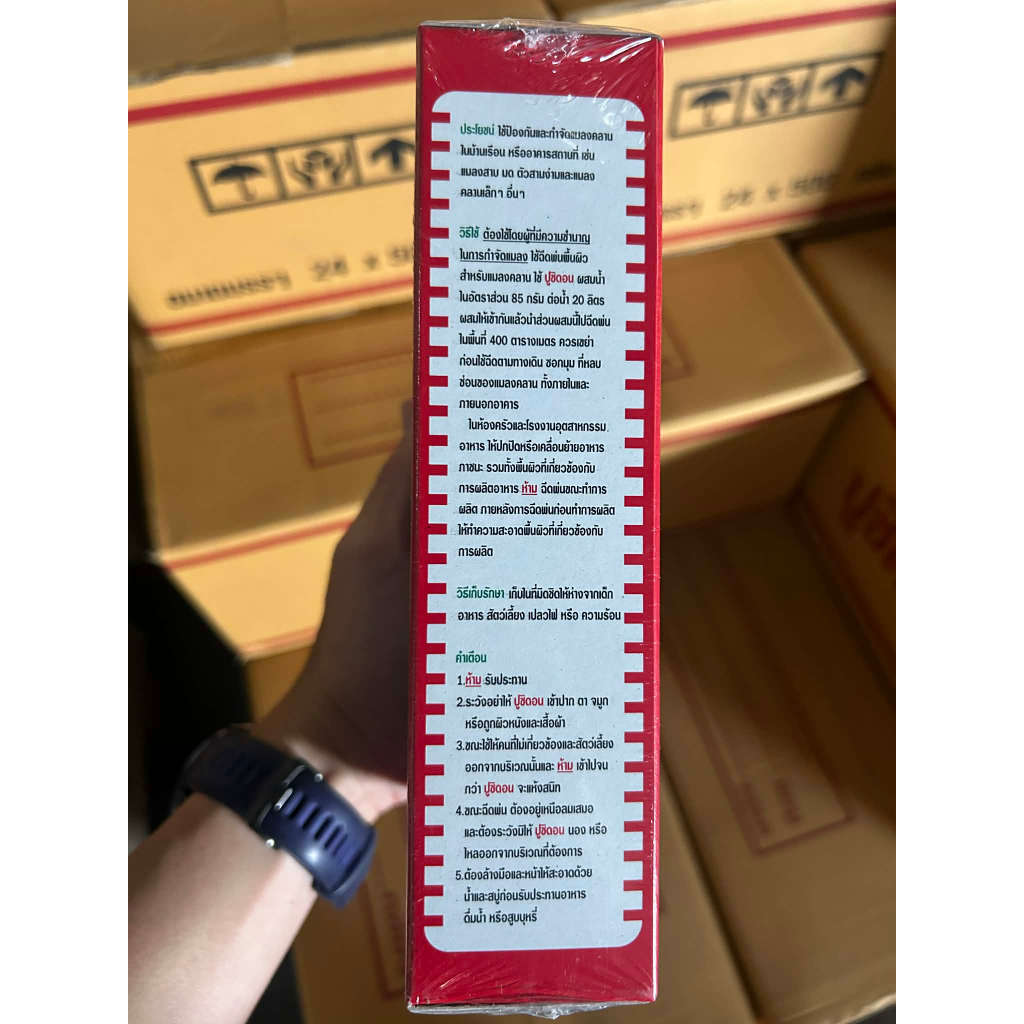 ประโยชน์ ใช้ป้องกันและกำจัดแมลงคลาน
ในบ้านเรือน หรืออาคารสถานที่ เช่น
แมลงสาบ มด ตัวสามง่ามและแมลง
คลานเล็กๆ อื่นๆ
วิธีใช้ ต้องใช้โดยผู้ที่มีความชำนาญ
ในการกำจัดแมลง ใช้ฉีดพ่นพื้นผิว
สำหรับแมลงคลาน ใช้ ปูซิดอน ผสมน้ำ
ในอัตราส่วน 85 กรัม ต่อน้ำ 20 ลิตร
ผสมให้เข้ากันแล้วนำส่วนผสมนี้ไปฉีดพ่น
ในพื้นที่ 400 ตารางเมตร ควรเขย่า
ก่อนใช้ฉีดตามทางเดิน ซอกมุม ที่หลบ
ซ่อนของแมลงคลาน ทั้งภายในและ
ภายนอกอาคาร
ในห้องครัวและโรงงานอุตสาหกรรม
อาหาร ให้ปกปิดหรือเคลื่อนย้ายอาหาร
ภาชนะ รวมทั้งพื้นผิวที่เกี่ยวข้องกับ
การผลิตอาหาร ห้าม ฉีดพ่นขณะทำการ
ผลิต ภายหลังการฉีดพ่นก่อนทำการผลิต
ให้ทำความสะอาดพื้นผิวที่เกี่ยวข้องกับ
การผลิต
วิธีเก็บรักษา เก็บในที่มิดชิดให้ห่างจากเด็ก
อาหาร สัตว์เลี้ยง เปลวไฟ หรือ ความร้อน
คำเตือน
1.ห้าม รับประทาน
2.ระวังอย่าให้ ปูซิดอน เข้าปาก ตา จมูก
หรือถูกผิวหนังและเสื้อผ้า
3.ขณะใช้ให้คนที่ไม่เกี่ยวข้องและสัตว์เลี้ยง
ออกจากบริเวณนั้นและ ห้าม เข้าไปจน
กว่า ปูซิดอน จะแห้งสนิท
4.ขณะฉีดพ่น ต้องอยู่เหนือลมเสมอ
และต้องระวังมิให้ ปูซิดอน นอง หรือ
ไหลออกจากบริเวณที่ต้องการ
5.ต้องล้างมือและหน้าให้สะอาดด้วย
น้ำและสบู่ก่อนรับประทานอาหาร
ดื่มน้ำ หรือสูบบุหรี่